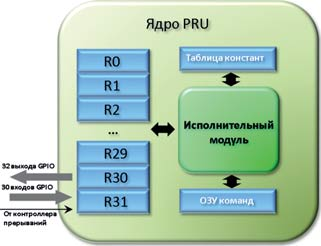 Ядро PRU
R0
R1
R2
...
R29
R30
R31
Таблица констант
Исполнительный
модуль
ОЗУ команд
32 выхода GPIO
30 входов GPIO
От контроллера
прерываний